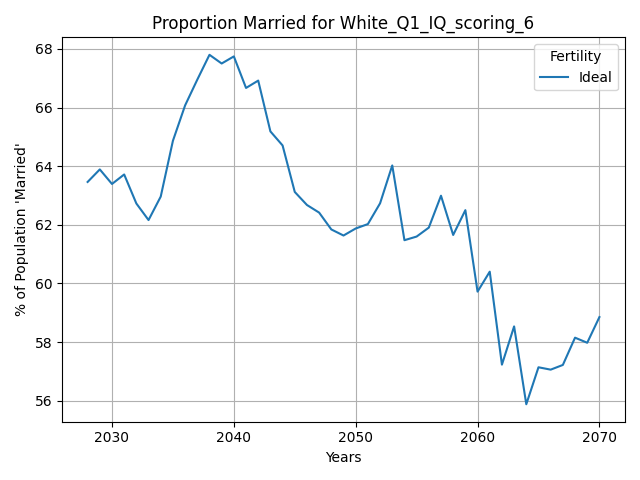 Proportion Married for White_Q1_IQ_scoring_6
Fertility
Ideal
% of Population 'Married'
68
66
64
62
60
58
56
2030
2040
2050
2060
2070
Years